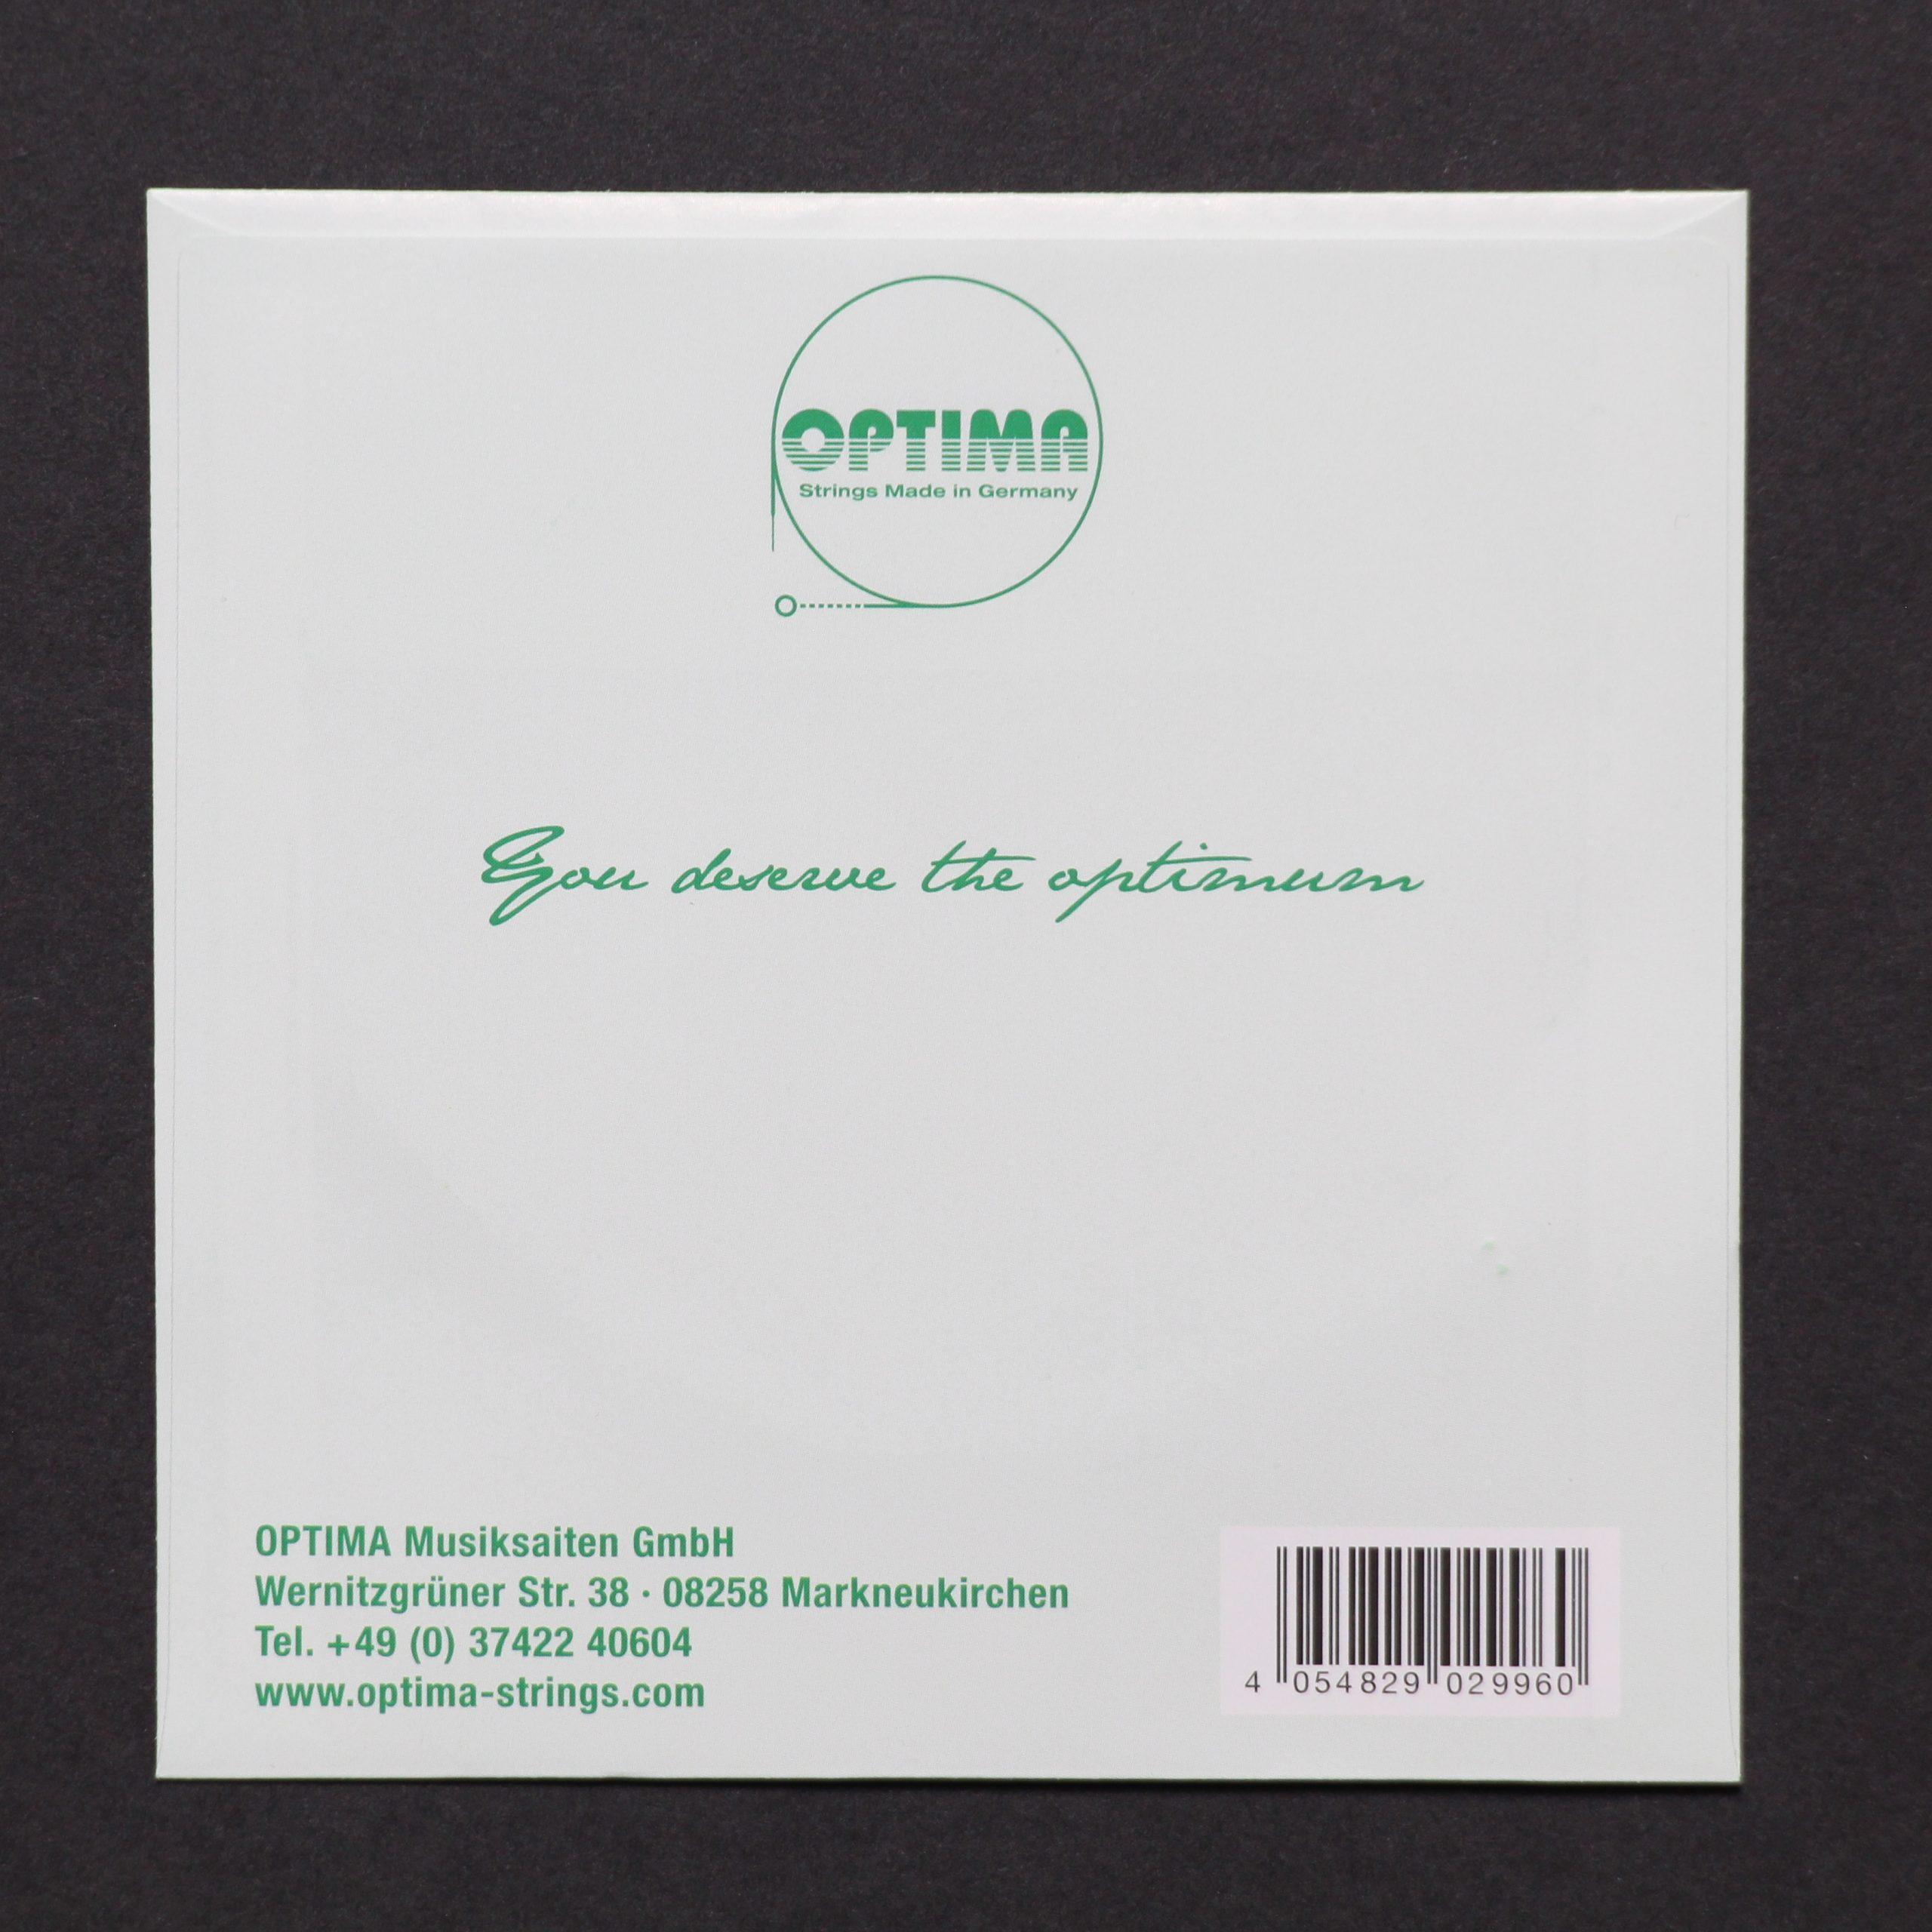 OPTIMA
Strings Made in Germany
You deserve the optimum
OPTIMA Musiksaiten GmbH
Wernitzgrüner Str. 38 · 08258 Markneukirchen
Tel. +49 (0) 37422 40604
www.optima-strings.com
4 054829 029960